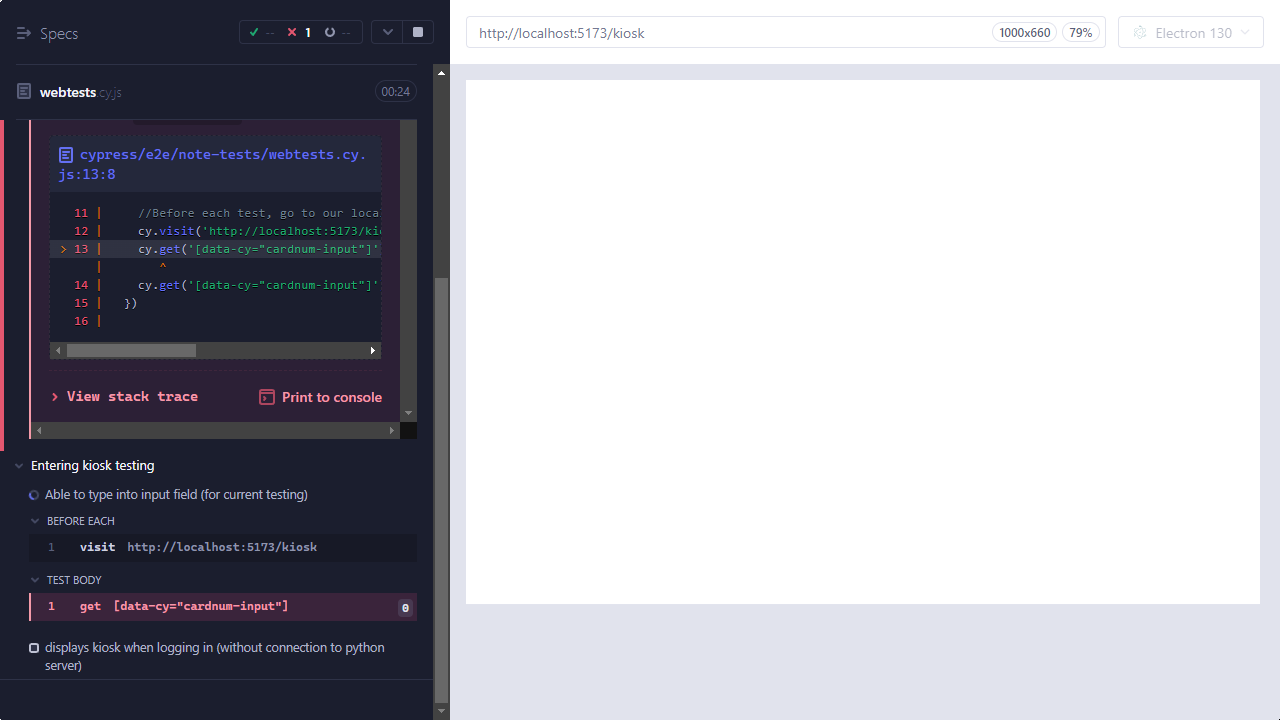 Specs
-- 1 --
http://localhost:5173/kiosk
1000x660
79%
Electron 130
webtests.cy.js
00:24
cypress/e2e/note-tests/webtests.cy.
js:13:8
11 | //Before each test, go to our loca
12 | cy.visit('http://localhost:5173/kio
> 13 | cy.get('[data-cy="cardnum-input"]'
| ^
14 | cy.get('[data-cy="cardnum-input"]'
15 | })
16 |
> View stack trace
Print to console
Entering kiosk testing
Able to type into input field (for current testing)
BEFORE EACH
1 visit http://localhost:5173/kiosk
TEST BODY
1 get [data-cy="cardnum-input"] 0
displays kiosk when logging in (without connection to python
server)